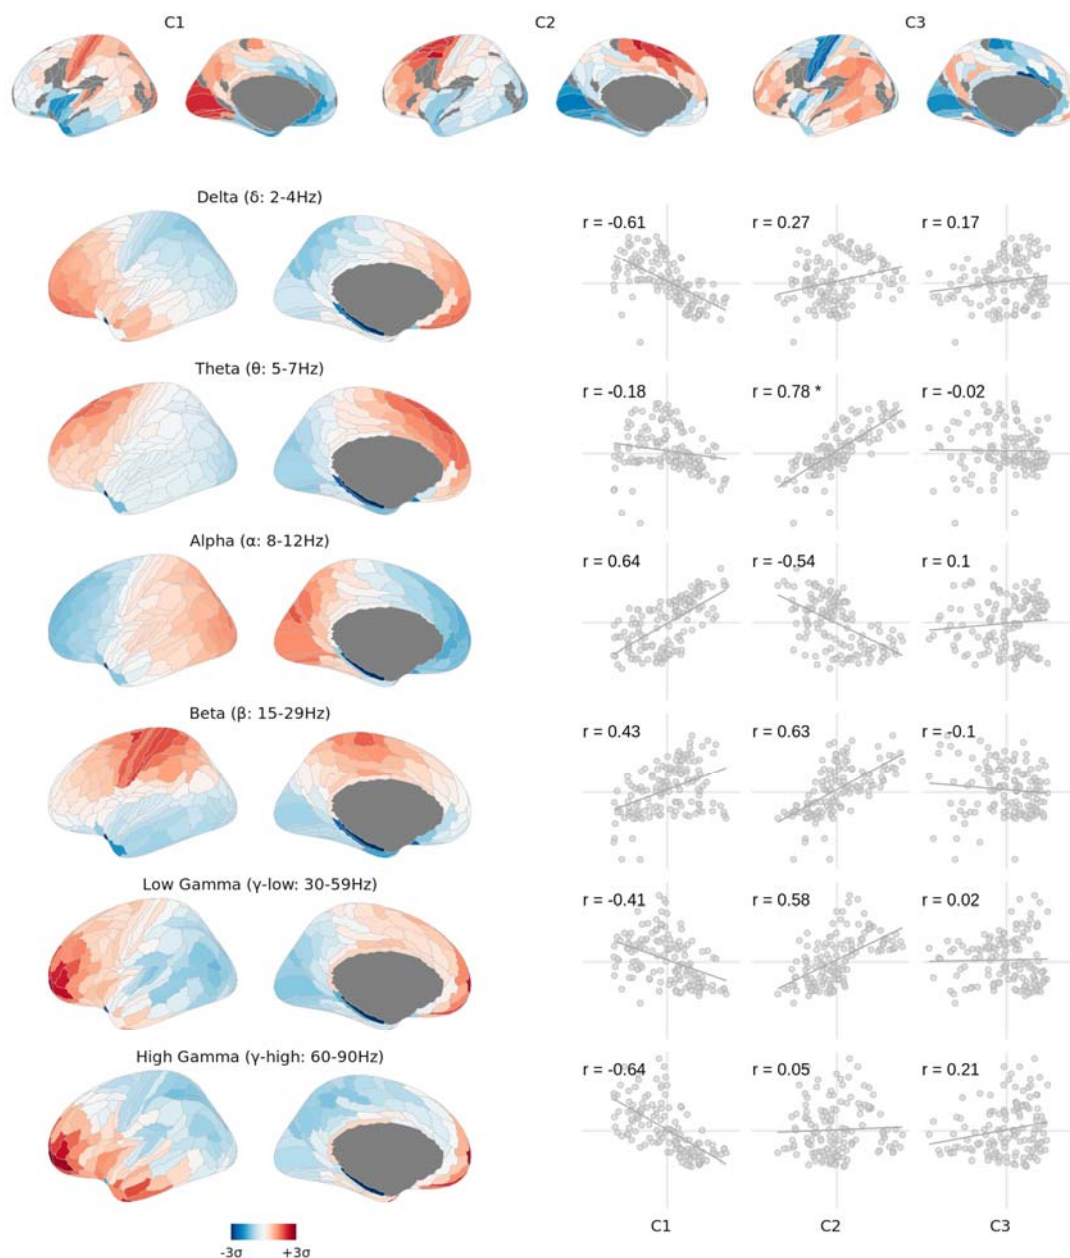 C1 C2 C3
Delta (δ: 2-4Hz)
r = -0.61 r = 0.27 r = 0.17
Theta (θ: 5-7Hz)
r = -0.18 r = 0.78 * r = -0.02
Alpha (α: 8-12Hz)
r = 0.64 r = -0.54 r = 0.1
Beta (β: 15-29Hz)
r = 0.43 r = 0.63 r = -0.1
Low Gamma (γ-low: 30-59Hz)
r = -0.41 r = 0.58 r = 0.02
High Gamma (γ-high: 60-90Hz)
r = -0.64 r = 0.05 r = 0.21
C1 C2 C3
-3σ +3σ